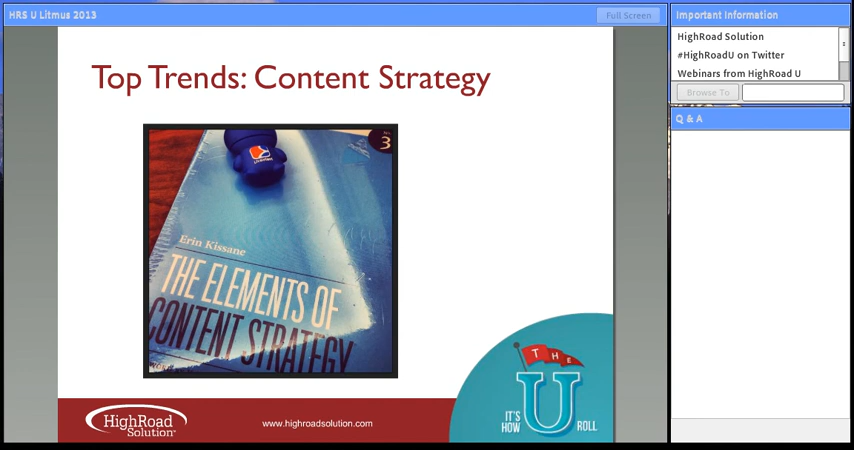 HRS U Litmus 2013
Full Screen
Top Trends: Content Strategy
3
Erin Kissane
THE ELEMENTS OF
CONTENT STRATEGY
HighRoad
Solution
www.highroadsolution.com
THE
U
IT'S
HOW
ROLL
Important Information
HighRoad Solution
#HighRoadU on Twitter
Webinars from HighRoad U
Browse To
Q & A